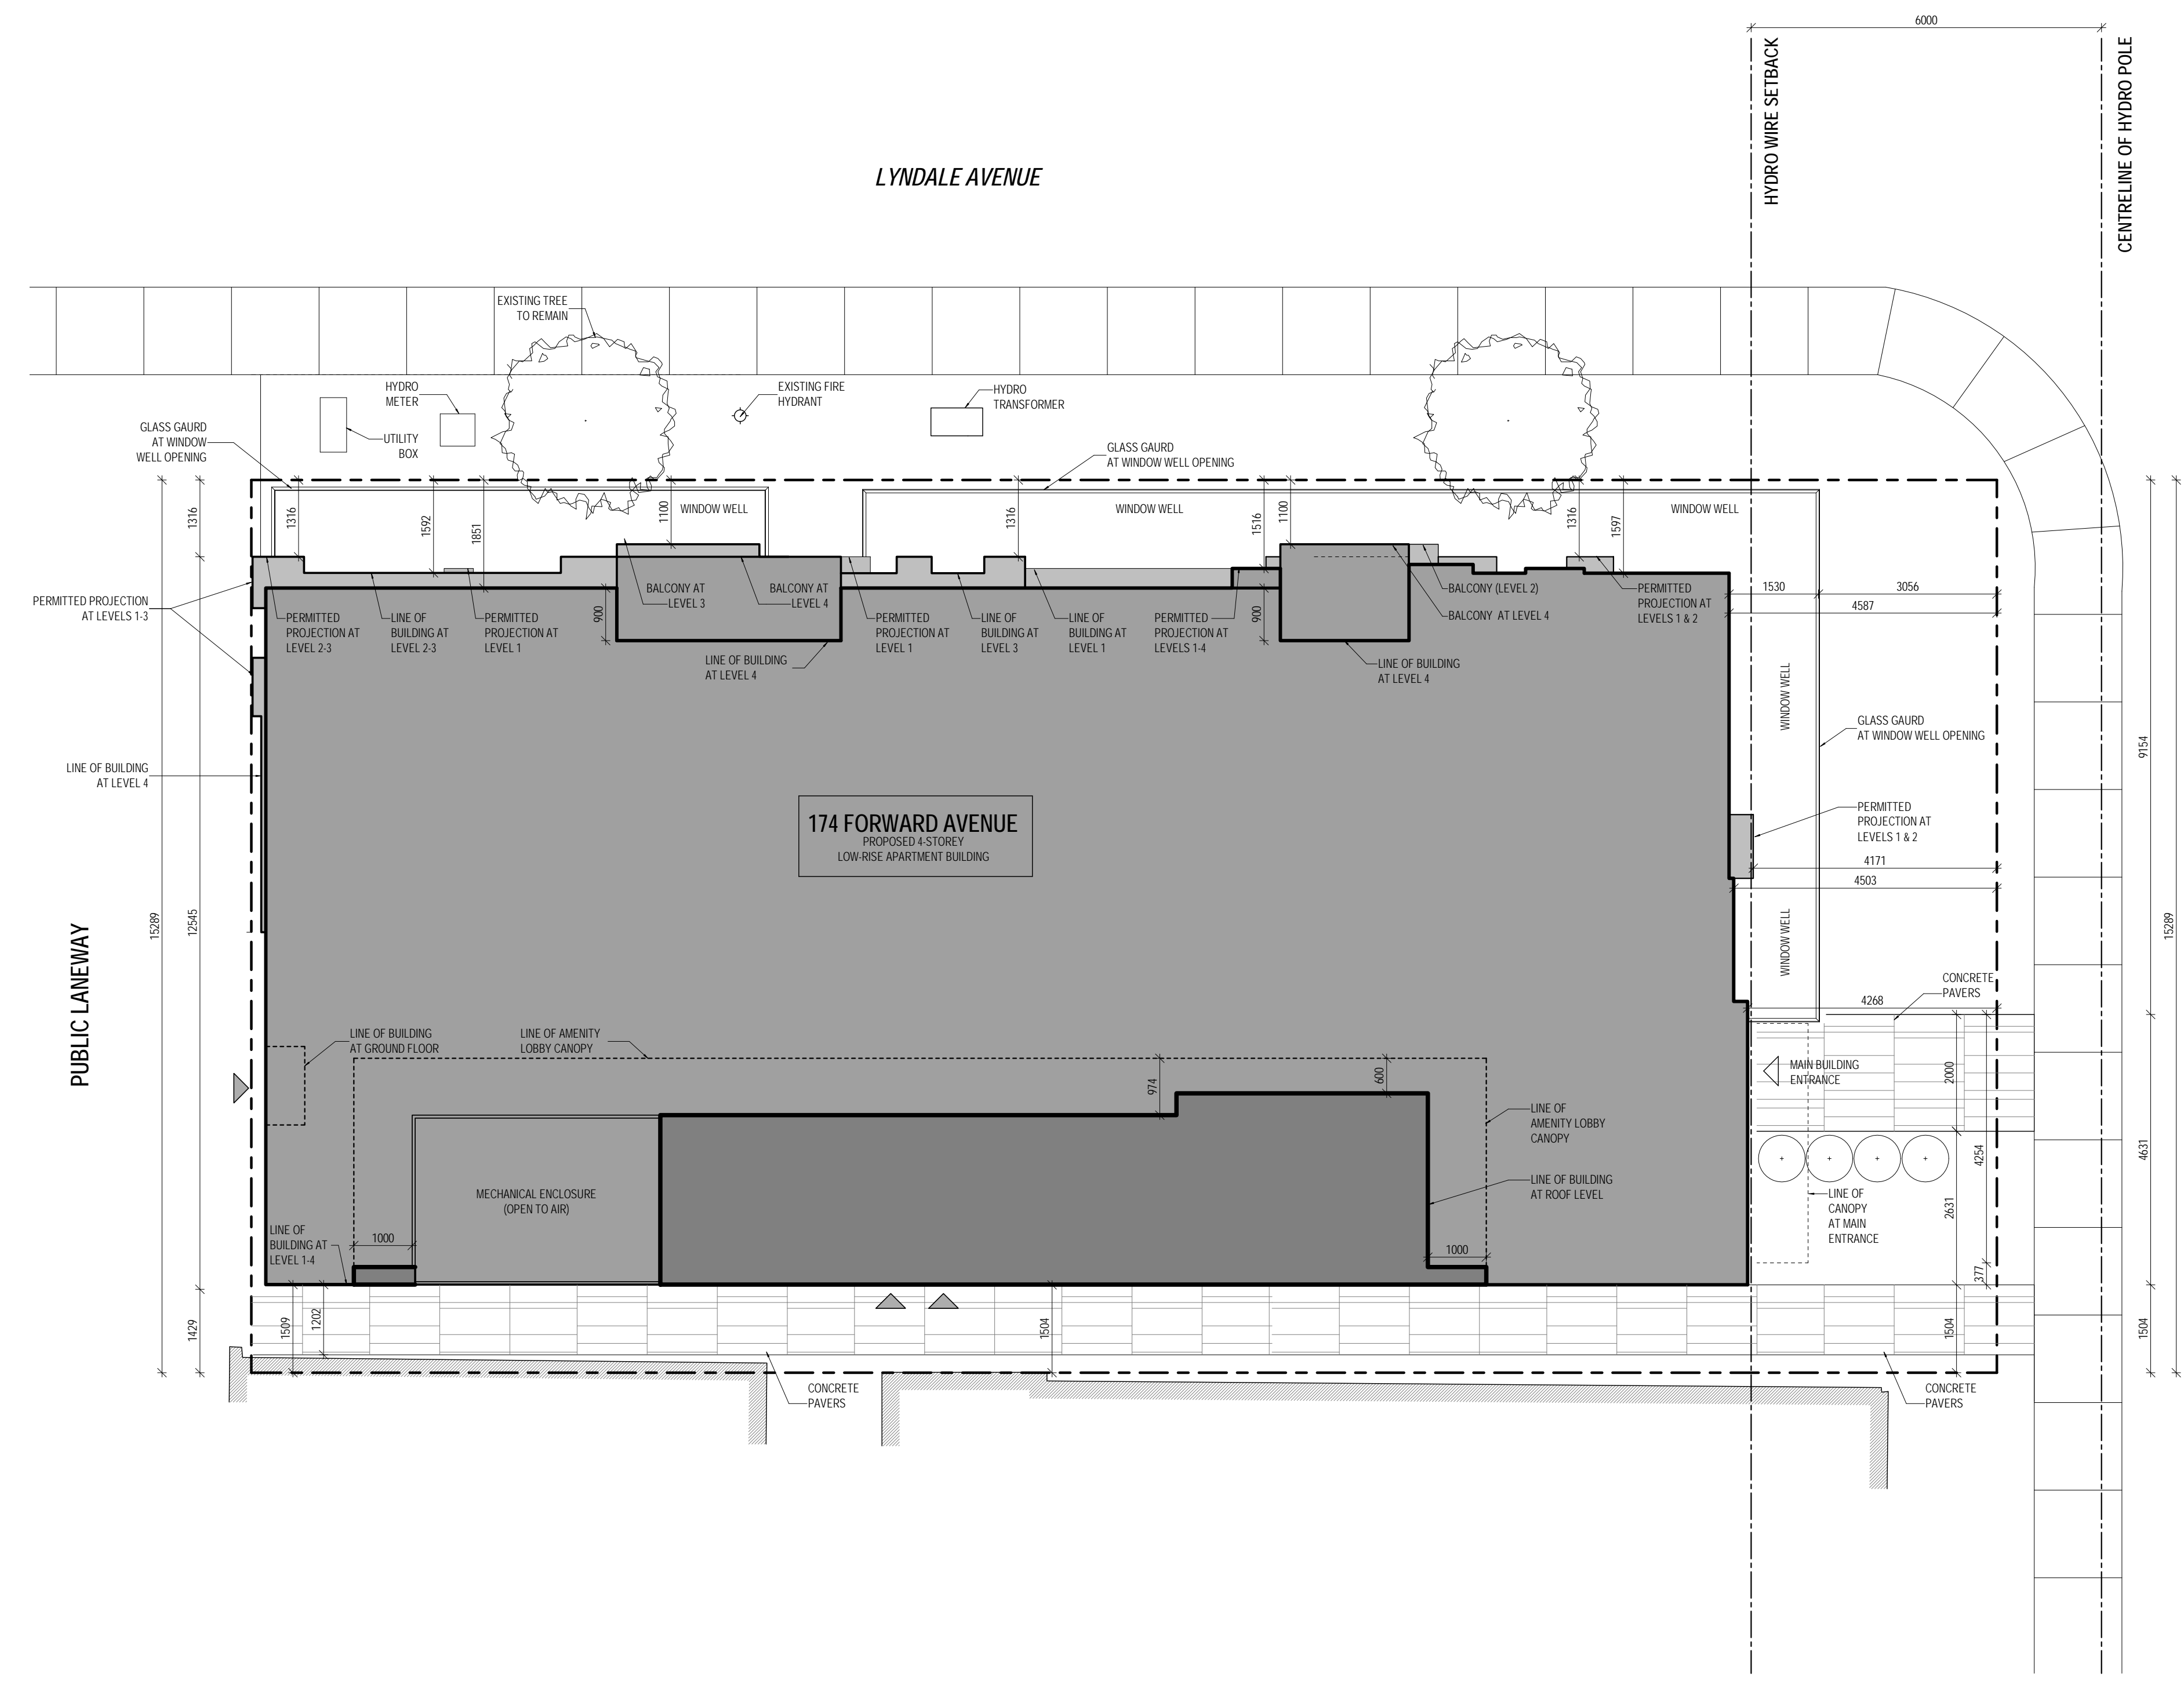 6000
HYDRO WIRE SETBACK
CENTRELINE OF HYDRO POLE
LYNDALE AVENUE
EXISTING TREE
TO REMAIN
HYDRO
METER
EXISTING FIRE
HYDRANT
HYDRO
TRANSFORMER
UTILITY
BOX
GLASS GAURD
AT WINDOW
WELL OPENING
GLASS GAURD
AT WINDOW WELL OPENING
1316
1316
1592
1851
1100
WINDOW WELL
1316
WINDOW WELL
1516
1100
1316
1597
WINDOW WELL
PERMITTED PROJECTION
AT LEVELS 1-3
PERMITTED
PROJECTION AT
LEVEL 2-3
LINE OF
BUILDING AT
LEVEL 2-3
PERMITTED
PROJECTION AT
LEVEL 1
900
BALCONY AT
LEVEL 3
BALCONY AT
LEVEL 4
LINE OF BUILDING
AT LEVEL 4
PERMITTED
PROJECTION AT
LEVEL 1
LINE OF
BUILDING AT
LEVEL 3
LINE OF
BUILDING AT
LEVEL 1
PERMITTED
PROJECTION AT
LEVELS 1-4
900
BALCONY (LEVEL 2)
BALCONY AT LEVEL 4
LINE OF BUILDING
AT LEVEL 4
PERMITTED
PROJECTION AT
LEVELS 1 & 2
1530
3056
4587
WINDOW WELL
GLASS GAURD
AT WINDOW WELL OPENING
9154
LINE OF BUILDING
AT LEVEL 4
174 FORWARD AVENUE
PROPOSED 4-STOREY
LOW-RISE APARTMENT BUILDING
PERMITTED
PROJECTION AT
LEVELS 1 & 2
4171
4503
15289
12545
PUBLIC LANEWAY
WINDOW WELL
15289
CONCRETE
PAVERS
4268
LINE OF BUILDING
AT GROUND FLOOR
LINE OF AMENITY
LOBBY CANOPY
974
600
MAIN BUILDING
ENTRANCE
2000
LINE OF
AMENITY LOBBY
CANOPY
4254
4631
LINE OF BUILDING
AT ROOF LEVEL
LINE OF
CANOPY
AT MAIN
ENTRANCE
2631
MECHANICAL ENCLOSURE
(OPEN TO AIR)
LINE OF
BUILDING AT
LEVEL 1-4
1000
1000
377
1429
1509
1202
1504
1504
1504
CONCRETE
PAVERS
CONCRETE
PAVERS